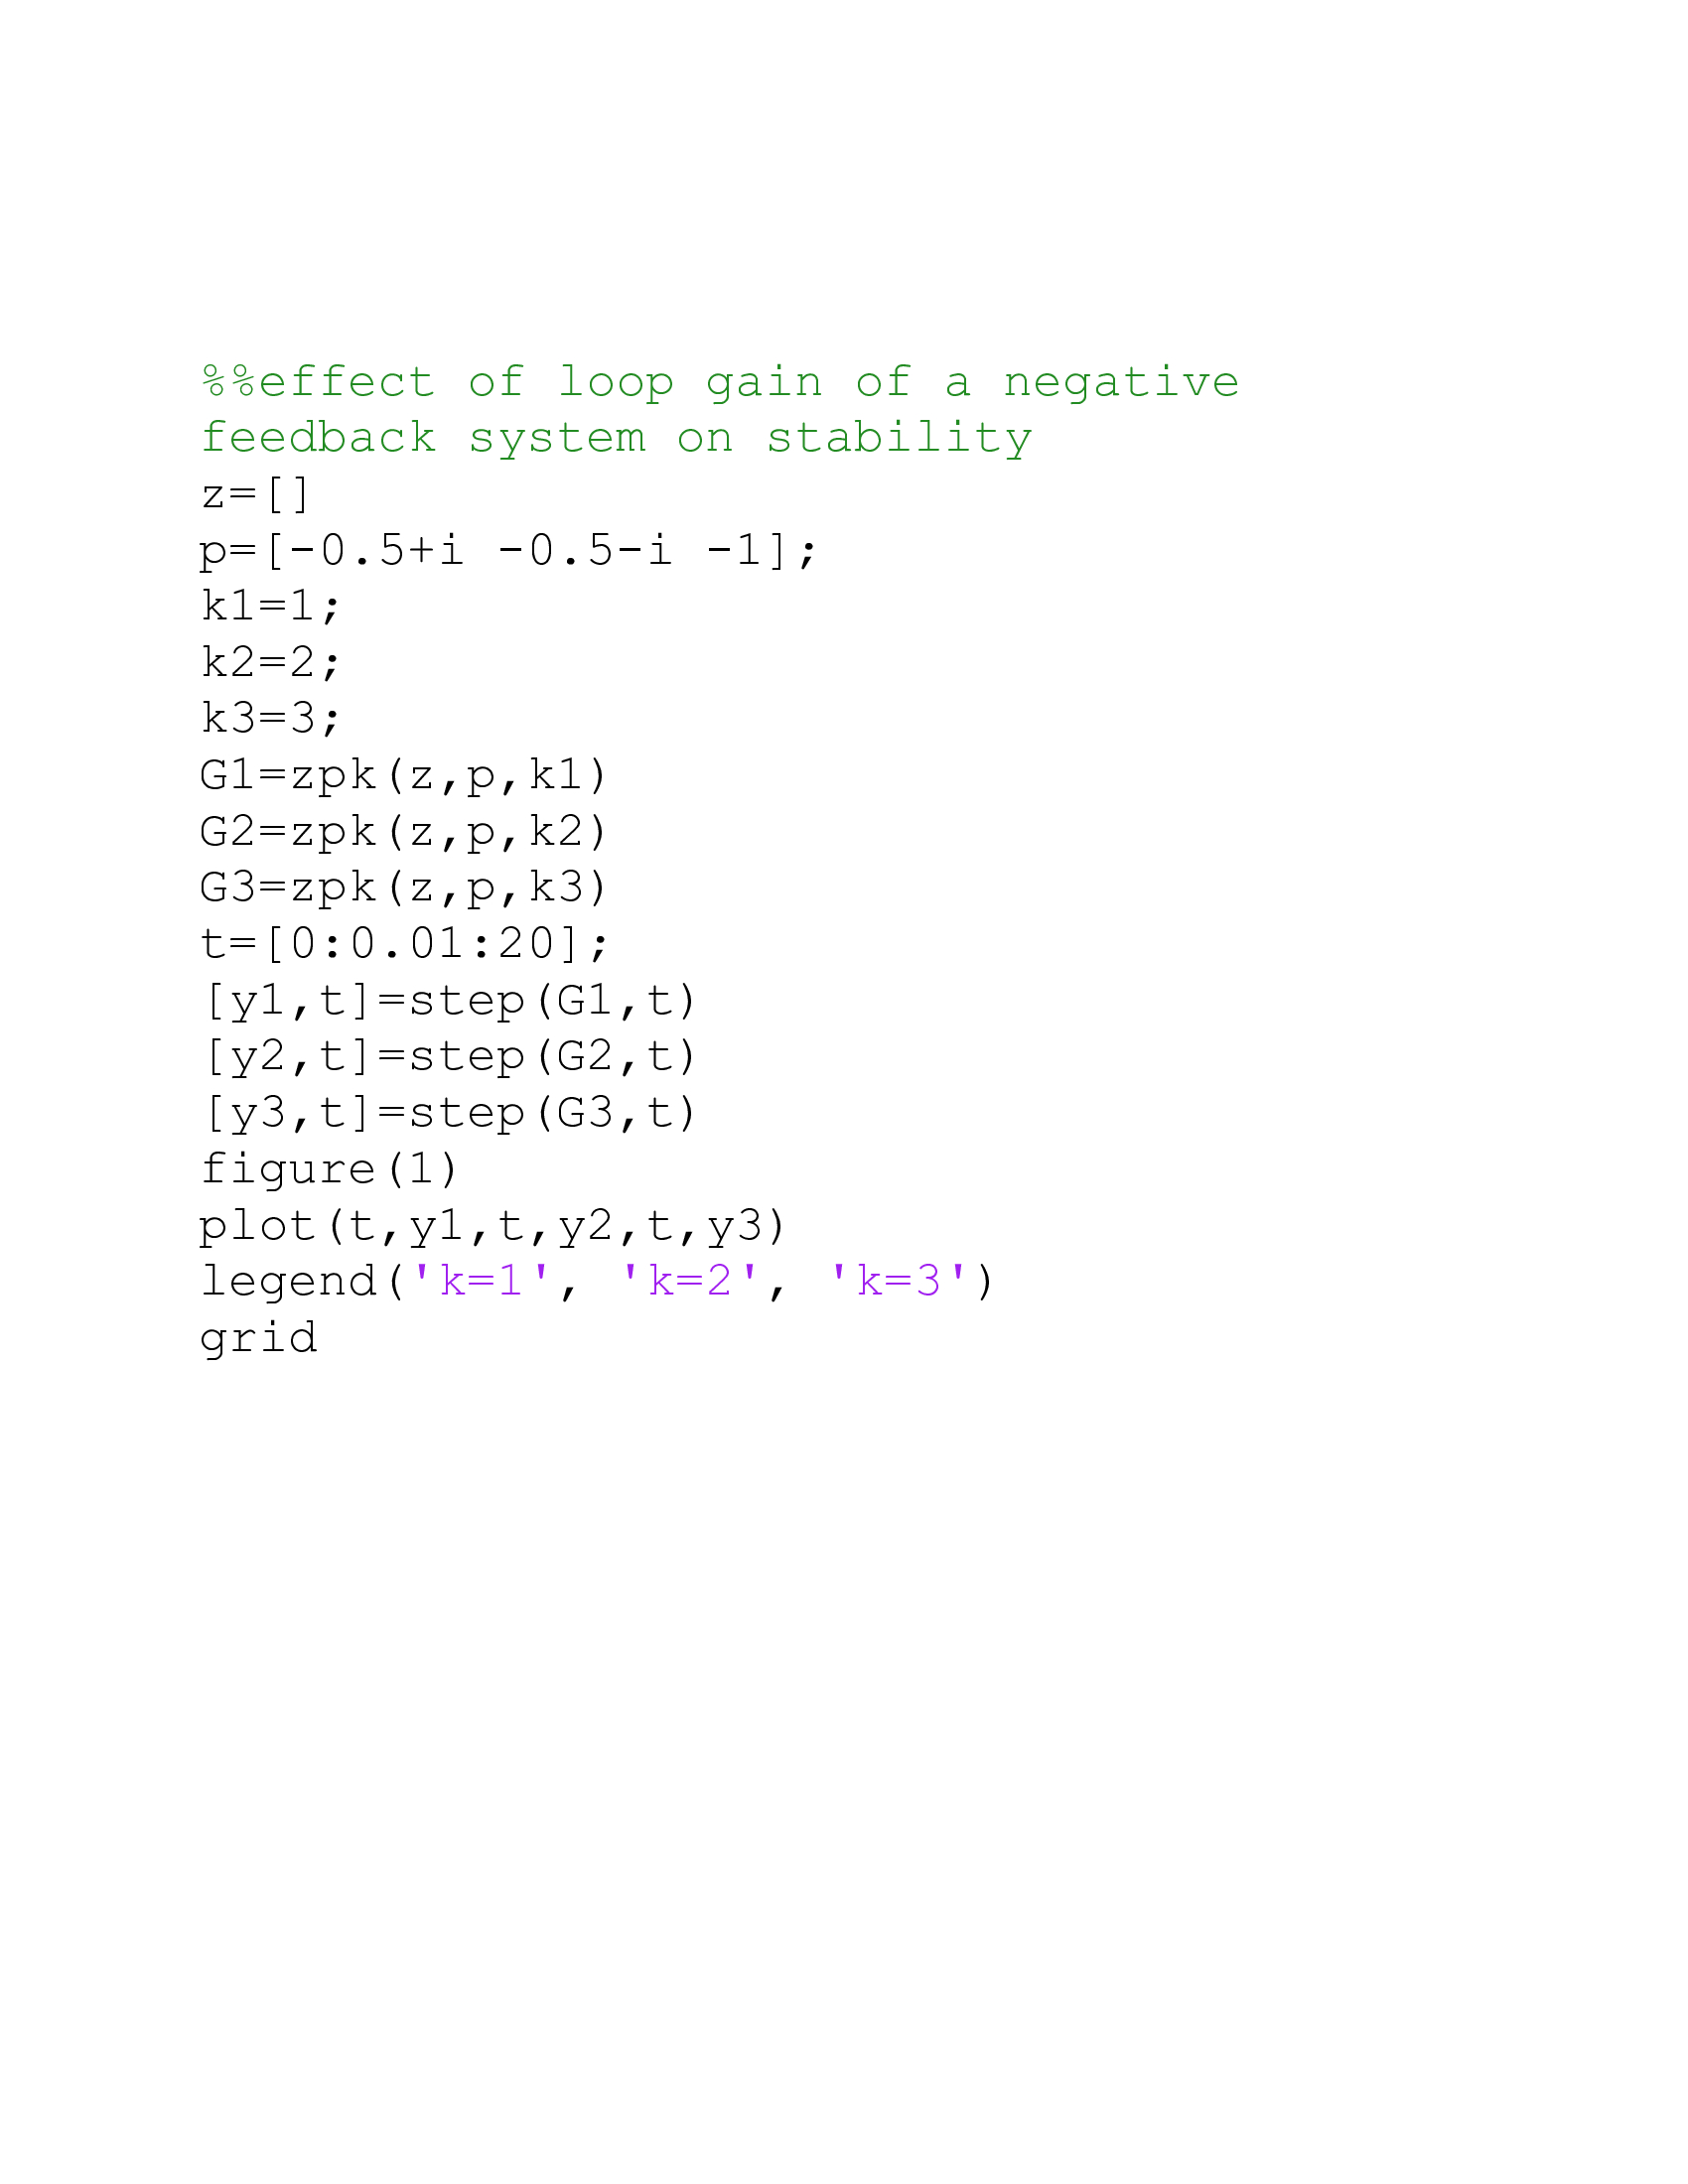 %%effect of loop gain of a negative
feedback system on stability
z=[]
p=[-0.5+i -0.5-i -1];
k1=1;
k2=2;
k3=3;
G1=zpk(z,p,k1)
G2=zpk(z,p,k2)
G3=zpk(z,p,k3)
t=[0:0.01:20];
[y1,t]=step(G1,t)
[y2,t]=step(G2,t)
[y3,t]=step(G3,t)
figure(1)
plot(t,y1,t,y2,t,y3)
legend('k=1', 'k=2', 'k=3')
grid